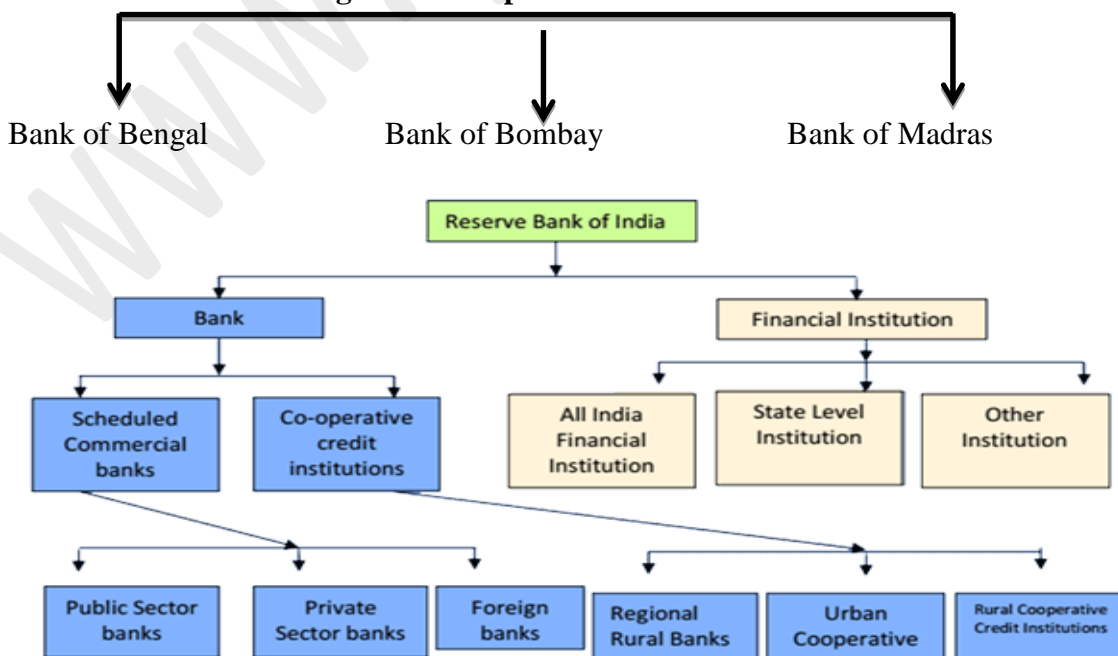 Bank of Bengal Bank of Bombay Bank of Madras
Reserve Bank of India
Bank
Financial Institution
Scheduled
Commercial
banks
Co-operative
credit
institutions
All India
Financial
Institution
State Level
Institution
Other
Institution
Public Sector
banks
Private
Sector banks
Foreign
banks
Regional
Rural Banks
Urban
Cooperative
Rural Cooperative
Credit Institutions